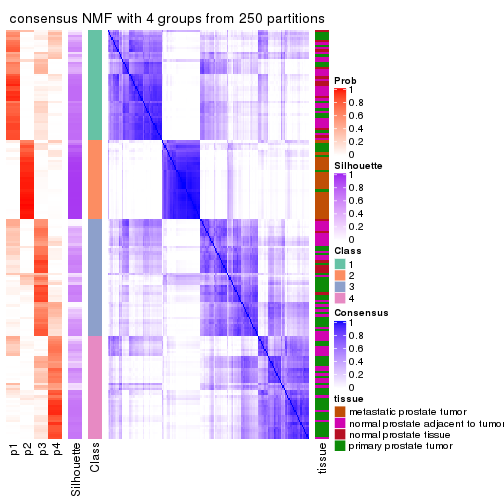 consensus NMF with 4 groups from 250 partitions
Prob
1
0.8
0.6
0.4
0.2
0
Silhouette
1
0.8
0.6
0.4
0.2
0
Class
1
2
3
4
Consensus
1
0.8
0.6
0.4
0.2
0
tissue
metastatic prostate tumor
normal prostate adjacent to tumor
normal prostate tissue
primary prostate tumor
p1
p2
p3
p4
Silhouette
Class
tissue